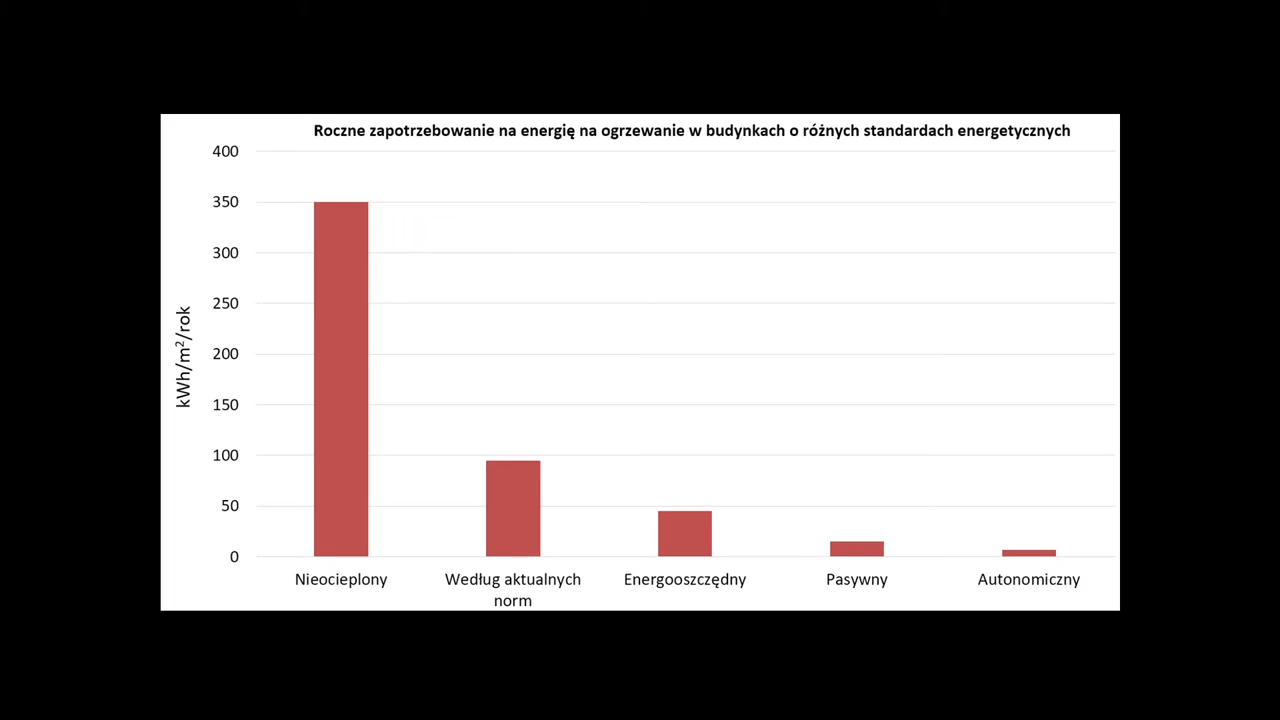 Roczne zapotrzebowanie na energię na ogrzewanie w budynkach o różnych standardach energetycznych
400
350
300
250
200
150
100
50
0
kWh/m²/rok
Nieocieplony
Według aktualnych
norm
Energooszczędny
Pasywny
Autonomiczny